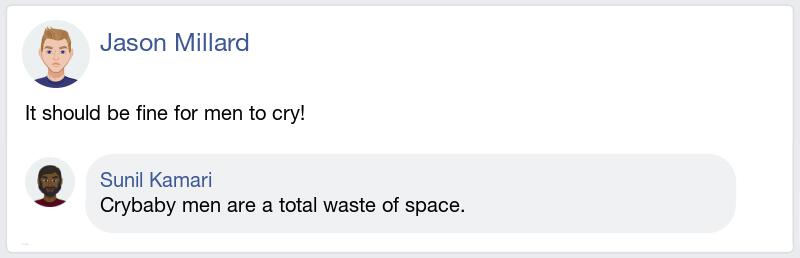 Jason Millard
It should be fine for men to cry!
Sunil Kamari
Crybaby men are a total waste of space.